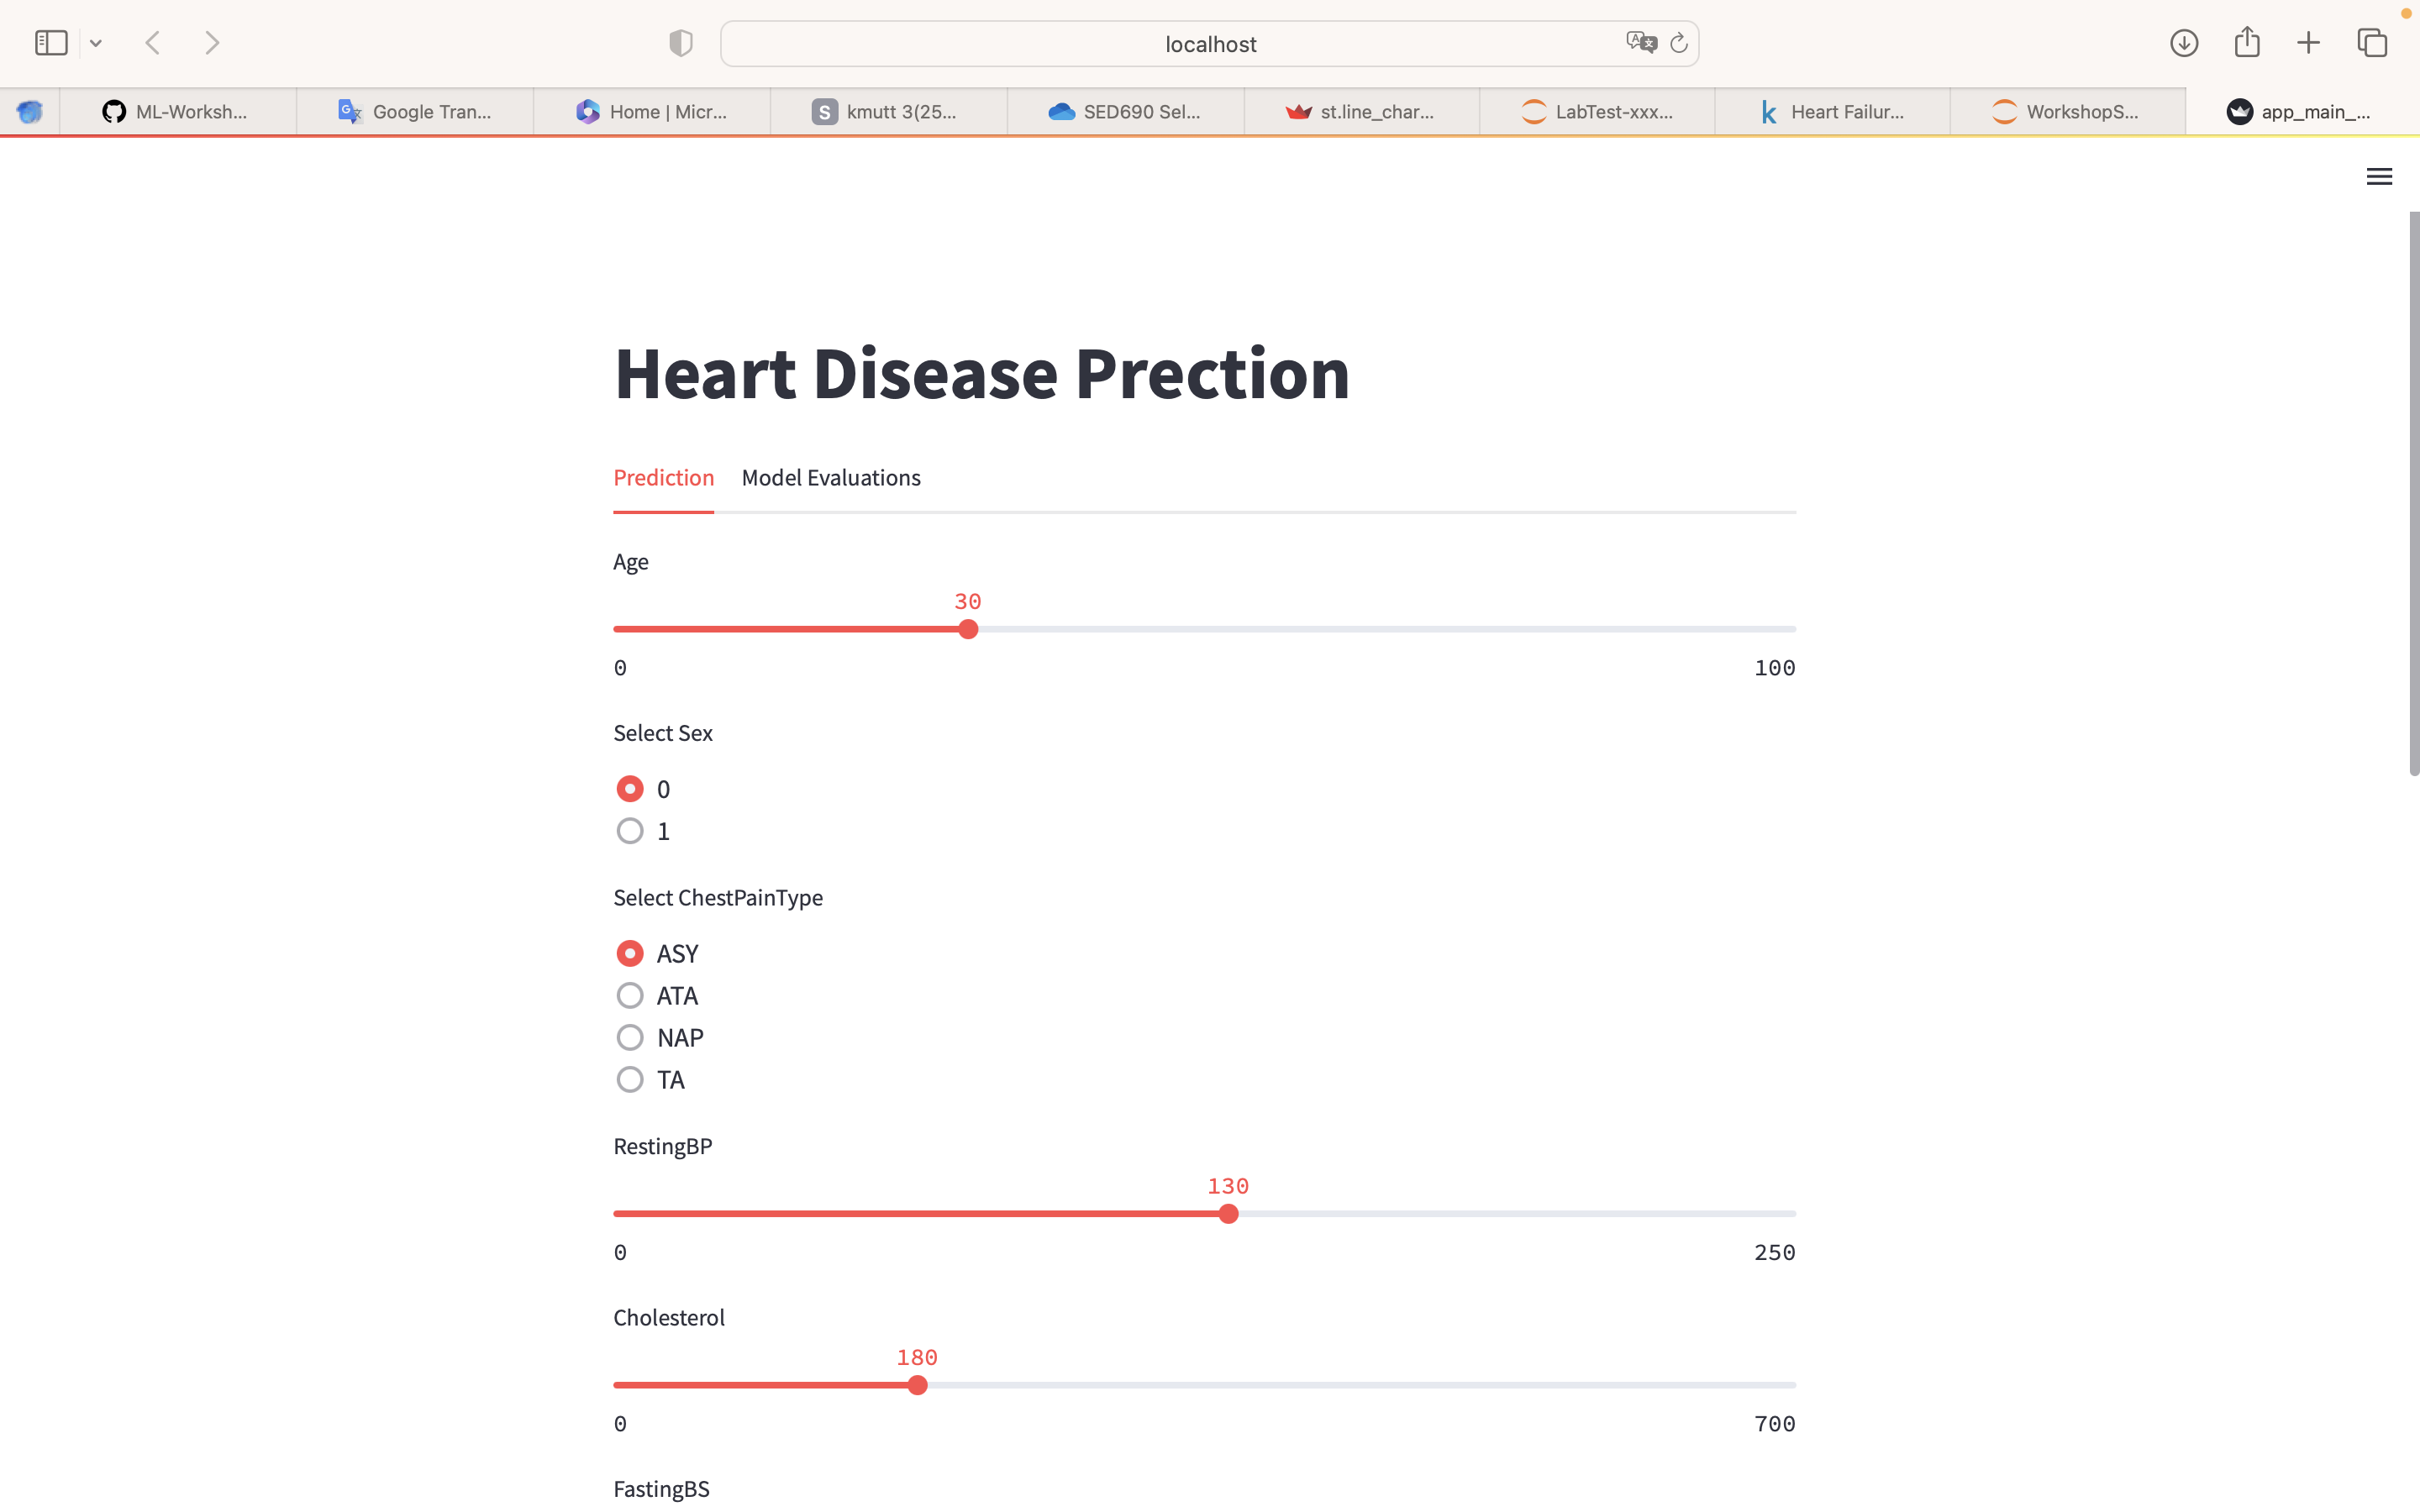 localhost
ML-Worksh...
Google Tran...
Home | Micr...
S kmutt 3(25...
SED690 Sel...
st.line_char...
LabTest-xxx...
k Heart Failur...
WorkshopS...
app_main_...
Heart Disease Prection
Prediction Model Evaluations
Age
30
0 100
Select Sex
0
1
Select ChestPainType
ASY
ATA
NAP
TA
RestingBP
130
0 250
Cholesterol
180
0 700
FastingBS